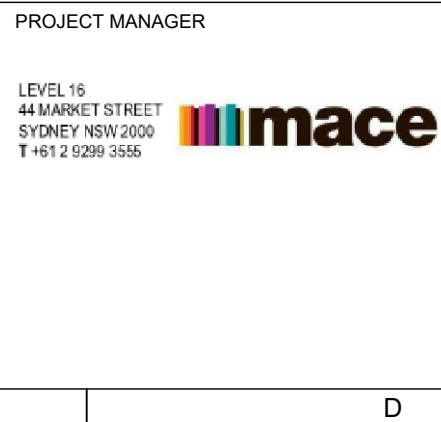 PROJECT MANAGER
LEVEL 16
44 MARKET STREET
SYDNEY NSW 2000
T +61 2 9299 3555
mace
D